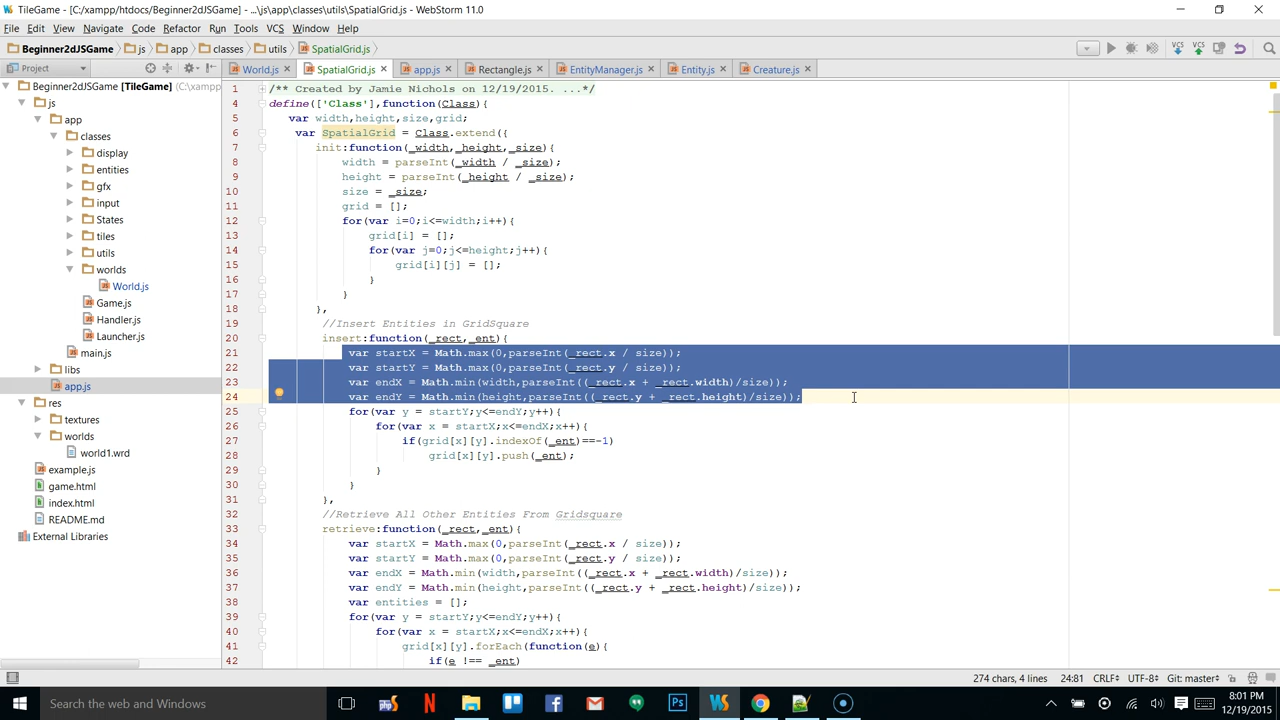 TileGame - [C:/xampp/htdocs/Beginner2dJSGame] - ...\js\app\classes\utils\SpatialGrid.js - WebStorm 11.0
File Edit View Navigate Code Refactor Run Tools VCS Window Help
Beginner2dJSGame js app classes utils SpatialGrid.js VCS VCS
Project World.js SpatialGrid.js app.js Rectangle.js EntityManager.js Entity.js Creature.js
Beginner2dJSGame [TileGame] (C:\xampp
js
app
classes
display
entities
gfx
input
States
tiles
utils
worlds
World.js
Game.js
Handler.js
Launcher.js
main.js
libs
app.js
res
textures
worlds
world1.wrd
example.js
game.html
index.html
README.md
External Libraries
1 /** Created by Jamie Nichols on 12/19/2015. ...*/
4 define(['Class'],function(Class){
5 var width,height,size,grid;
6 var SpatialGrid = Class.extend({
7 init:function(_width,_height,_size){
8 width = parseInt(_width / _size);
9 height = parseInt(_height / _size);
10 size = _size;
11 grid = [];
12 for(var i=0;i<=width;i++){
13 grid[i] = [];
14 for(var j=0;j<=height;j++){
15 grid[i][j] = [];
16 }
17 }
18 },
19 //Insert Entities in GridSquare
20 insert:function(_rect,_ent){
21 var startX = Math.max(0,parseInt(_rect.x / size));
22 var startY = Math.max(0,parseInt(_rect.y / size));
23 var endX = Math.min(width,parseInt((_rect.x + _rect.width)/size));
24 var endY = Math.min(height,parseInt((_rect.y + _rect.height)/size));
25 for(var y = startY;y<=endY;y++){
26 for(var x = startX;x<=endX;x++){
27 if(grid[x][y].indexOf(_ent)==-1)
28 grid[x][y].push(_ent);
29 }
30 }
31 },
32 //Retrieve All Other Entities From Gridsquare
33 retrieve:function(_rect,_ent){
34 var startX = Math.max(0,parseInt(_rect.x / size));
35 var startY = Math.max(0,parseInt(_rect.y / size));
36 var endX = Math.min(width,parseInt((_rect.x + _rect.width)/size));
37 var endY = Math.min(height,parseInt((_rect.y + _rect.height)/size));
38 var entities = [];
39 for(var y = startY;y<=endY;y++){
40 for(var x = startX;x<=endX;x++){
41 grid[x][y].forEach(function(e){
42 if(e !== _ent)
274 chars, 4 lines 24:81 CRLF UTF-8 Git: master
Search the web and Windows
8:01 PM
12/19/2015